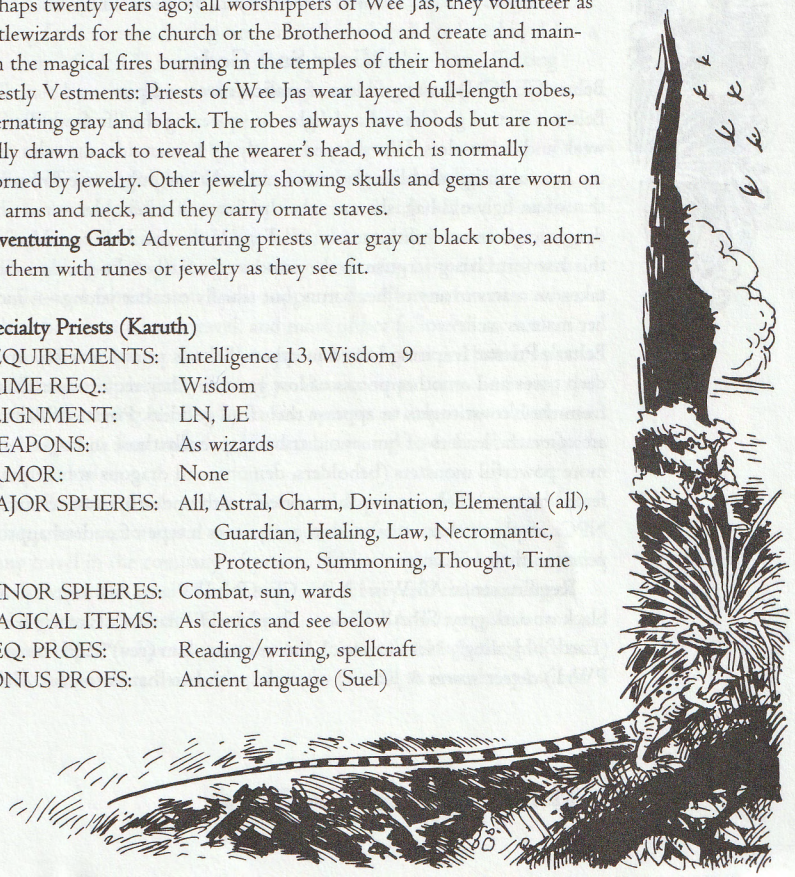 haps twenty years ago; all worshippers of Wee Jas, they volunteer as
tlewizards for the church or the Brotherhood and create and main-
the magical fires burning in the temples of their homeland.
estly Vestments: Priests of Wee Jas wear layered full-length robes,
ernating gray and black. The robes always have hoods but are nor-
lly drawn back to reveal the wearer's head, which is normally
orned by jewelry. Other jewelry showing skulls and gems are worn on
arms and neck, and they carry ornate staves.
venturing Garb: Adventuring priests wear gray or black robes, adorn-
them with runes or jewelry as they see fit.
ecialty Priests (Karuth)
EQUIREMENTS: Intelligence 13, Wisdom 9
IME REQ.: Wisdom
IGNMENT: LN, LE
EAPONS: As wizards
RMOR: None
AJOR SPHERES: All, Astral, Charm, Divination, Elemental (all),
Guardian, Healing, Law, Necromantic,
Protection, Summoning, Thought, Time
NOR SPHERES: Combat, sun, wards
AGICAL ITEMS: As clerics and see below
EQ. PROFS: Reading/writing, spellcraft
ONUS PROFS: Ancient language (Suel)